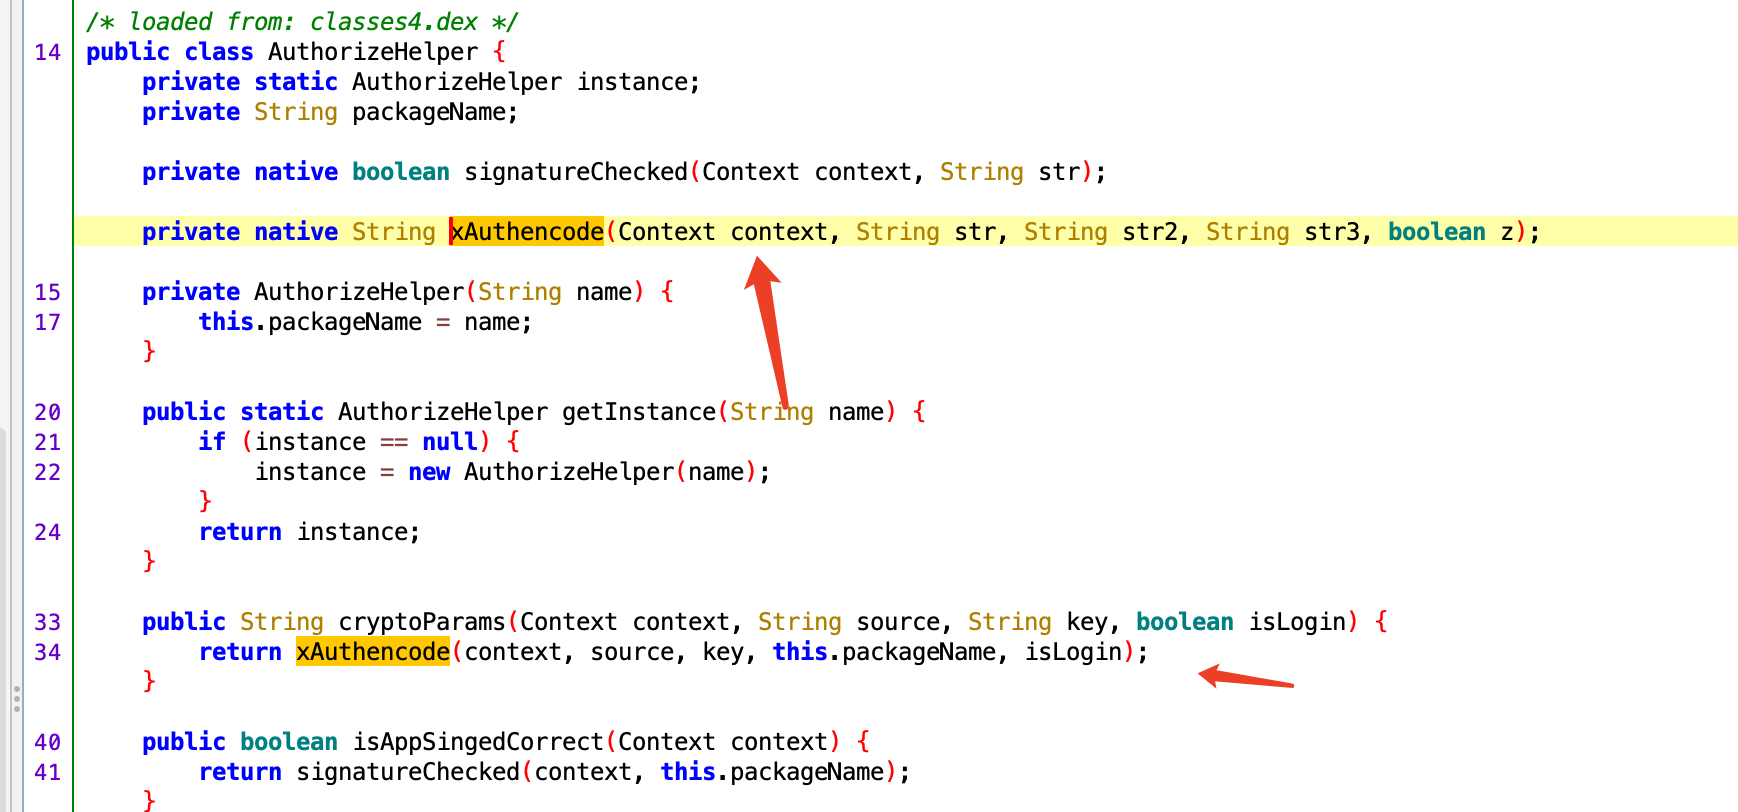 /* loaded from: classes4.dex */
14 public class AuthorizeHelper {
private static AuthorizeHelper instance;
private String packageName;
private native boolean signatureChecked(Context context, String str);
private native String xAuthencode(Context context, String str, String str2, String str3, boolean z);
15 private AuthorizeHelper(String name) {
17 this.packageName = name;
}
20 public static AuthorizeHelper getInstance(String name) {
21 if (instance == null) {
22 instance = new AuthorizeHelper(name);
}
24 return instance;
}
33 public String cryptoParams(Context context, String source, String key, boolean isLogin) {
34 return xAuthencode(context, source, key, this.packageName, isLogin);
}
40 public boolean isAppSingedCorrect(Context context) {
41 return signatureChecked(context, this.packageName);
}